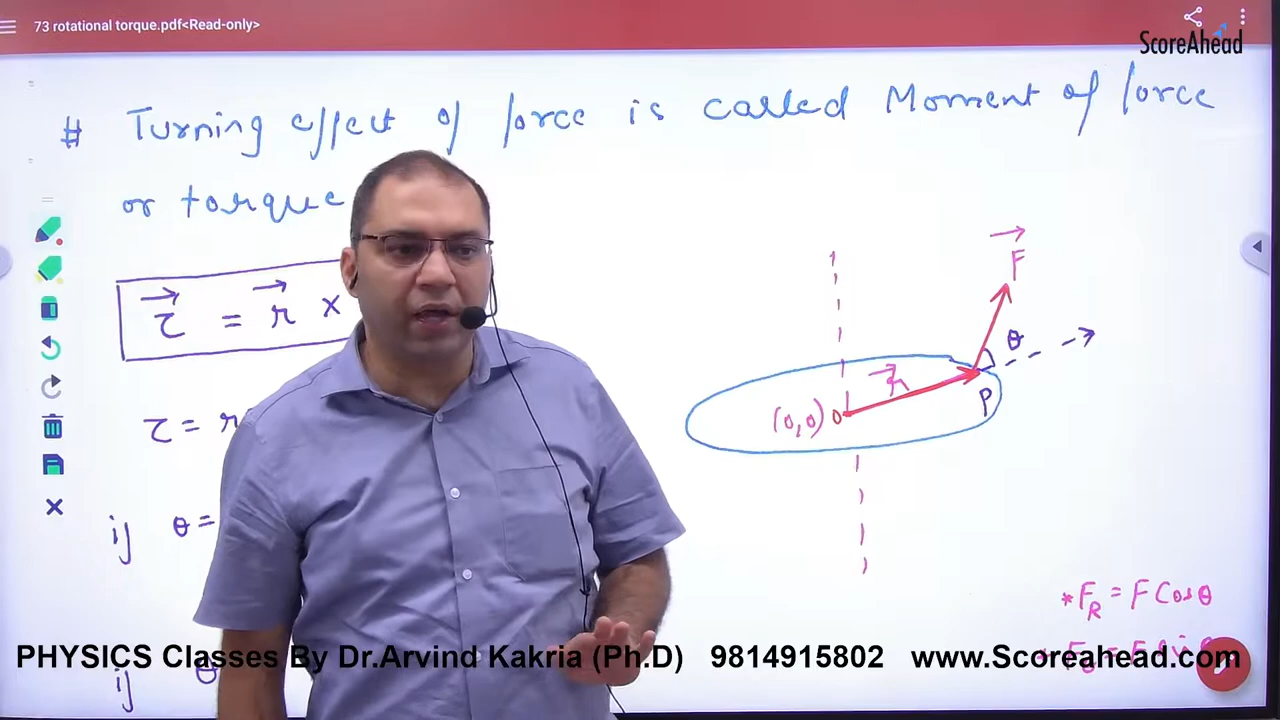 73 rotational torque.pdf<Read-only>
ScoreAhead
# Turning effect of force is called Moment of force
or torque
τ⃗ = r⃗ ×
τ = r
if θ =
if θ
F⃗
θ
r⃗
P
(0,0) O
*F_R = F Cosθ
PHYSICS Classes By Dr.Arvind Kakria (Ph.D) 9814915802 www.Scoreahead.com